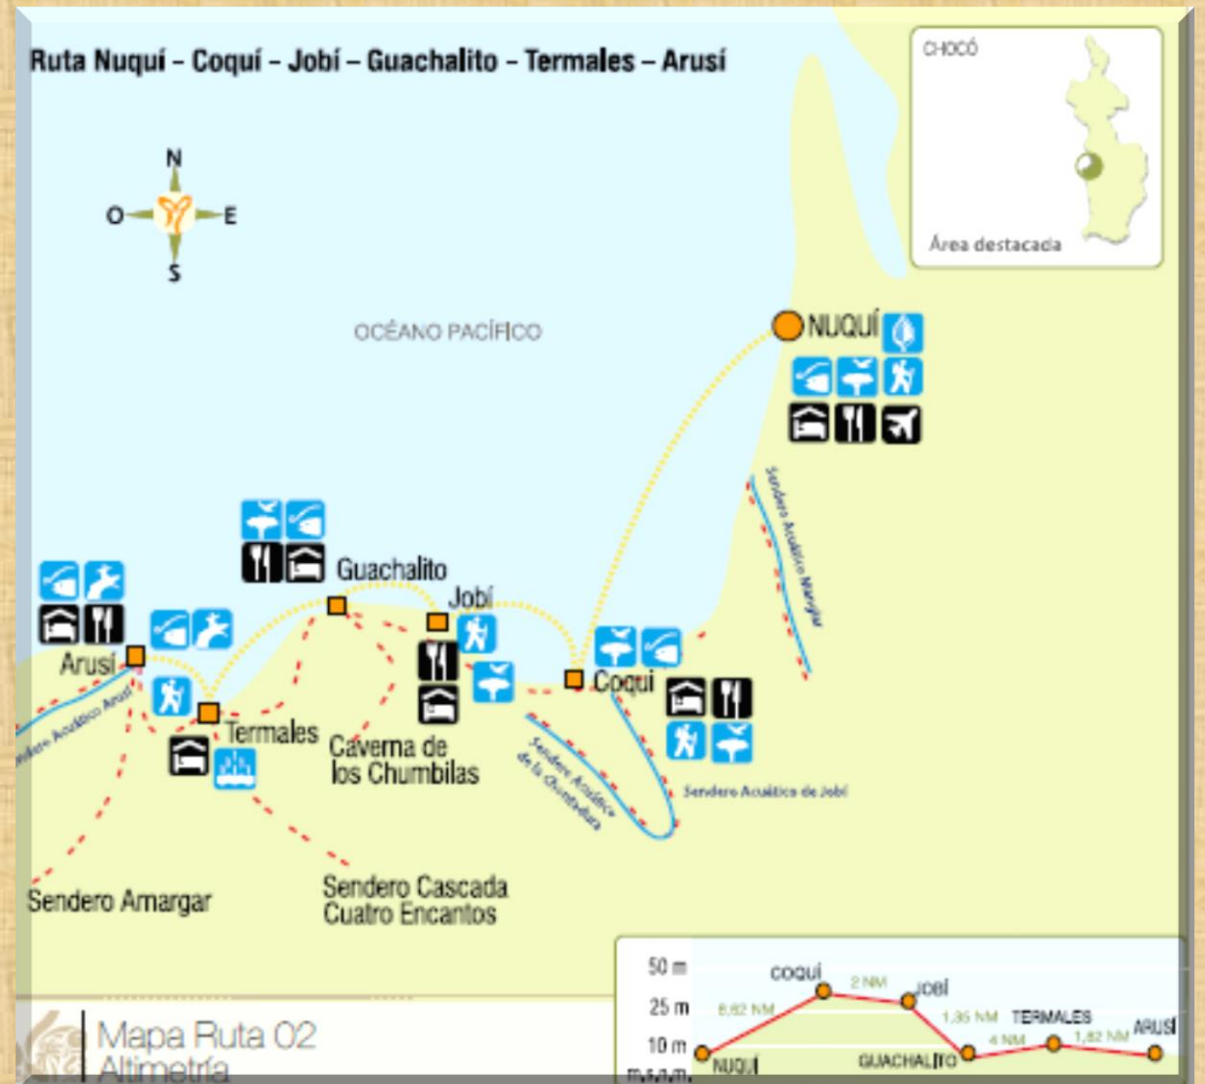 Ruta Nuquí – Coquí – Jobí – Guachalito – Termales – Arusí
CHOCÓ
Área destacada
N
O
E
S
OCÉANO PACÍFICO
NUQUÍ
Sendero Acuático Manglar
Guachalito
Jobí
Arusí
Coqui
Termales
Caverna de
los Chumbilas
Sendero Acuático Arusí
Sendero Acuático
de la Chuntadura
Sendero Acuático de Jobí
Sendero Amargar
Sendero Cascada
Cuatro Encantos
Mapa Ruta 02
Altimetría
50 m
25 m
10 m
m.s.n.m.
NUQUÍ
6,62 NM
COQUÍ
2 NM
JOBÍ
1,35 NM
GUACHALITO
4 NM
TERMALES
1,82 NM
ARUSÍ